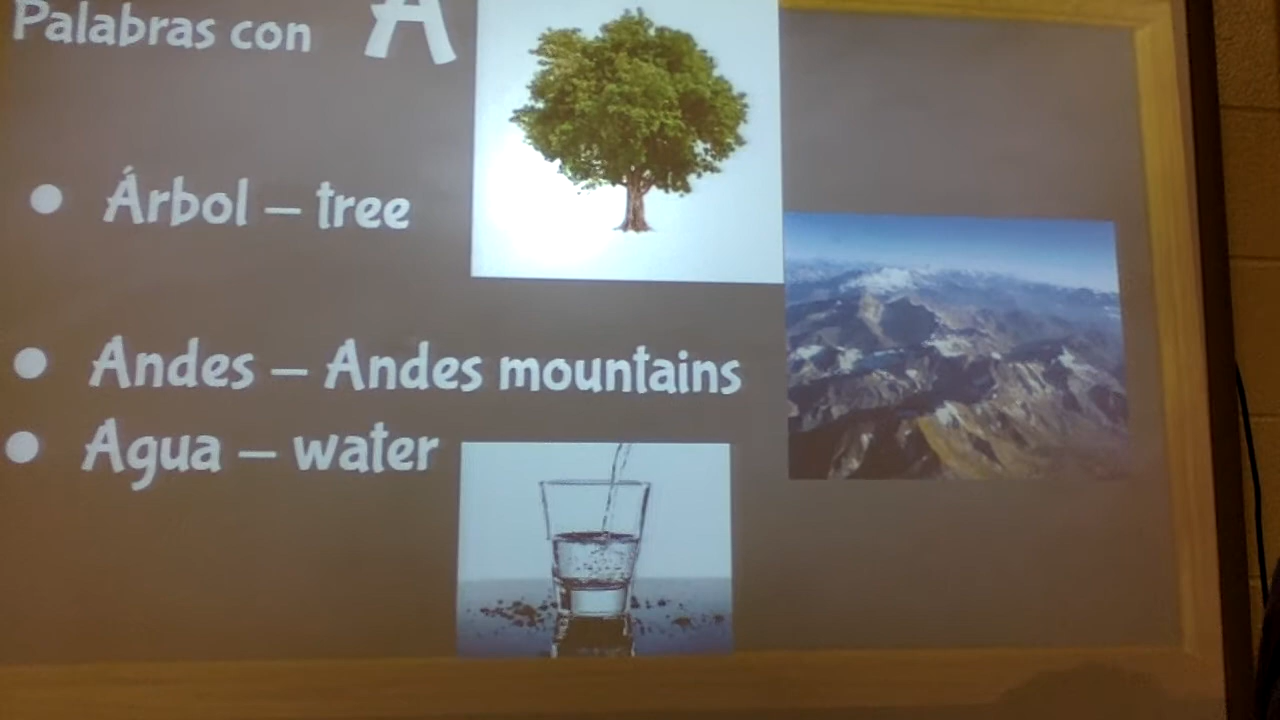 Palabras con A
Árbol – tree
Andes – Andes mountains
Agua – water